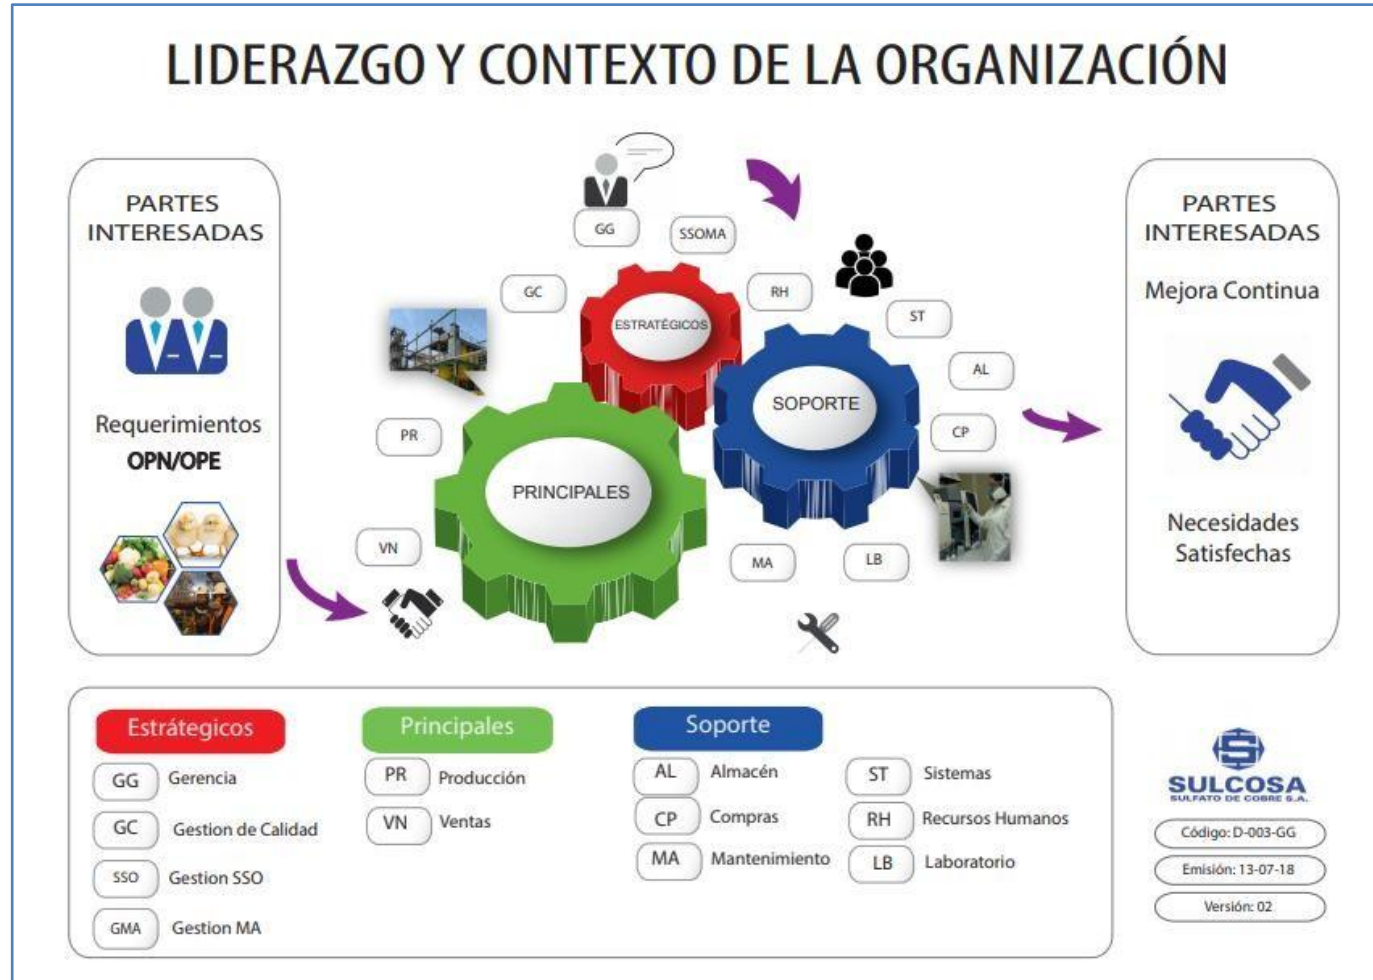 LIDERAZGO Y CONTEXTO DE LA ORGANIZACIÓN
PARTES
INTERESADAS
Requerimientos
OPN/OPE
GG
SSOMA
GC
RH
ESTRATÉGICOS
ST
AL
SOPORTE
CP
PR
PRINCIPALES
VN
MA
LB
PARTES
INTERESADAS
Mejora Continua
Necesidades
Satisfechas
Estrátegicos
GG Gerencia
GC Gestion de Calidad
SSO Gestion SSO
GMA Gestion MA
Principales
PR Producción
VN Ventas
Soporte
AL Almacén
CP Compras
MA Mantenimiento
ST Sistemas
RH Recursos Humanos
LB Laboratorio
SULCOSA
SULFATO DE COBRE S.A.
Código: D-003-GG
Emisión: 13-07-18
Versión: 02